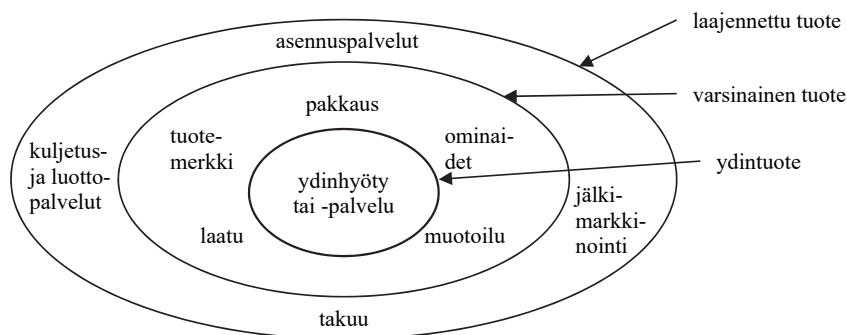 asennuspalvelut
laajennettu tuote
varsinainen tuote
ydintuote
pakkaus
tuote-
merkki
ominai-
det
kuljetus-
ja luotto-
palvelut
ydinhyöty
tai -palvelu
jälki-
markki-
nointi
laatu
muotoilu
takuu